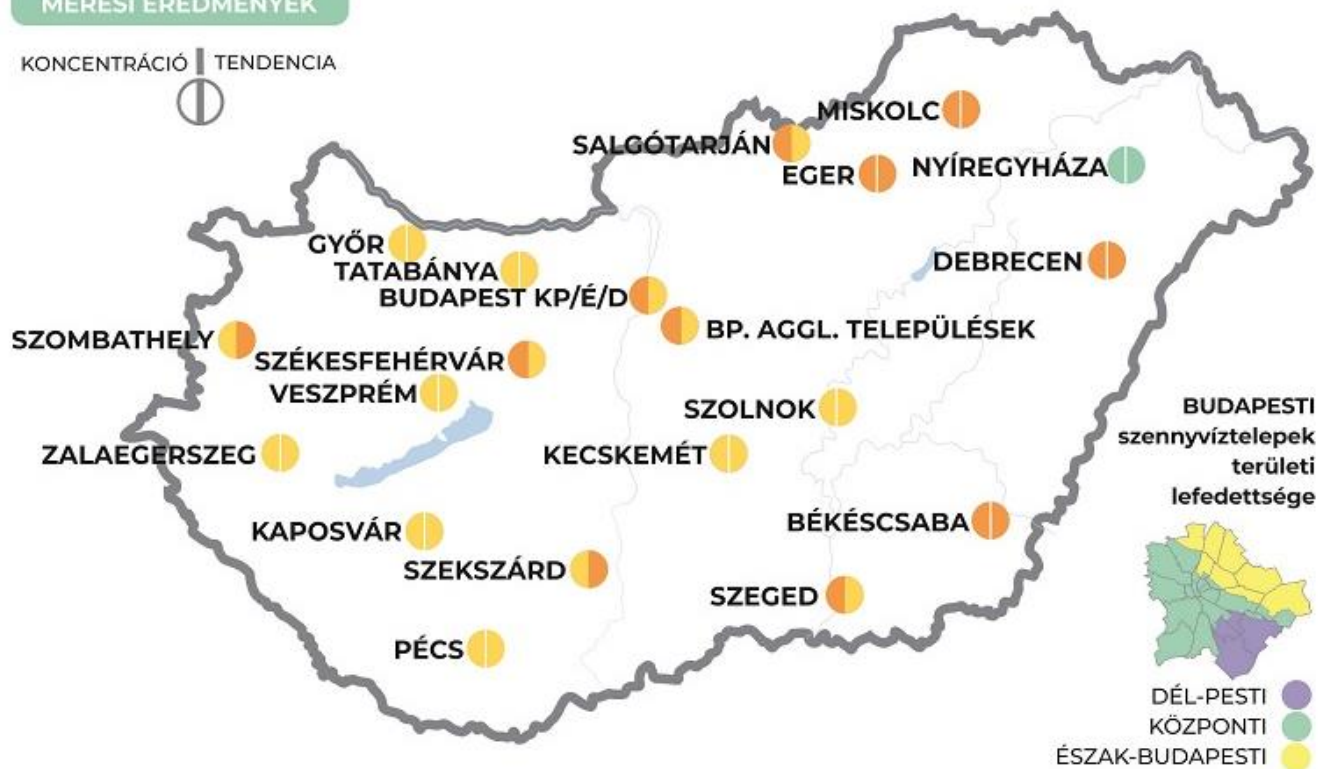 MÉRÉSI EREDMÉNYEK
KONCENTRÁCIÓ
TENDENCIA
MISKOLC
SALGÓTARJÁN
EGER
NYÍREGYHÁZA
GYŐR
TATABÁNYA
DEBRECEN
BUDAPEST KP/É/D
BP. AGGL. TELEPÜLÉSEK
SZOMBATHELY
SZÉKESFEHÉRVÁR
VESZPRÉM
SZOLNOK
ZALAEGERSZEG
KECSKEMÉT
KAPOSVÁR
BÉKÉSCSABA
SZEKSZÁRD
SZEGED
PÉCS
BUDAPESTI
szennyvíztelepek
területi
lefedettsége
DÉL-PESTI
KÖZPONTI
ÉSZAK-BUDAPESTI